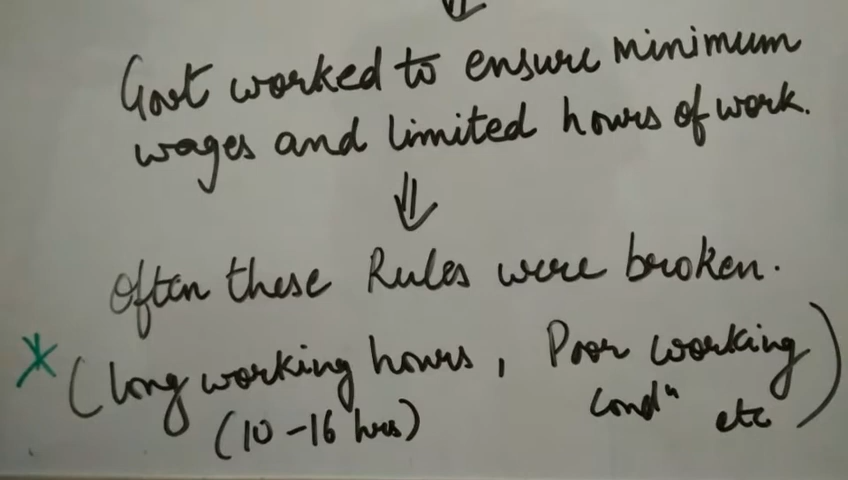 Govt worked to ensure minimum
wages and limited hours of work.
Often these Rules were broken.
(long working hours, Poor working
(10-16 hrs) condⁿ etc)